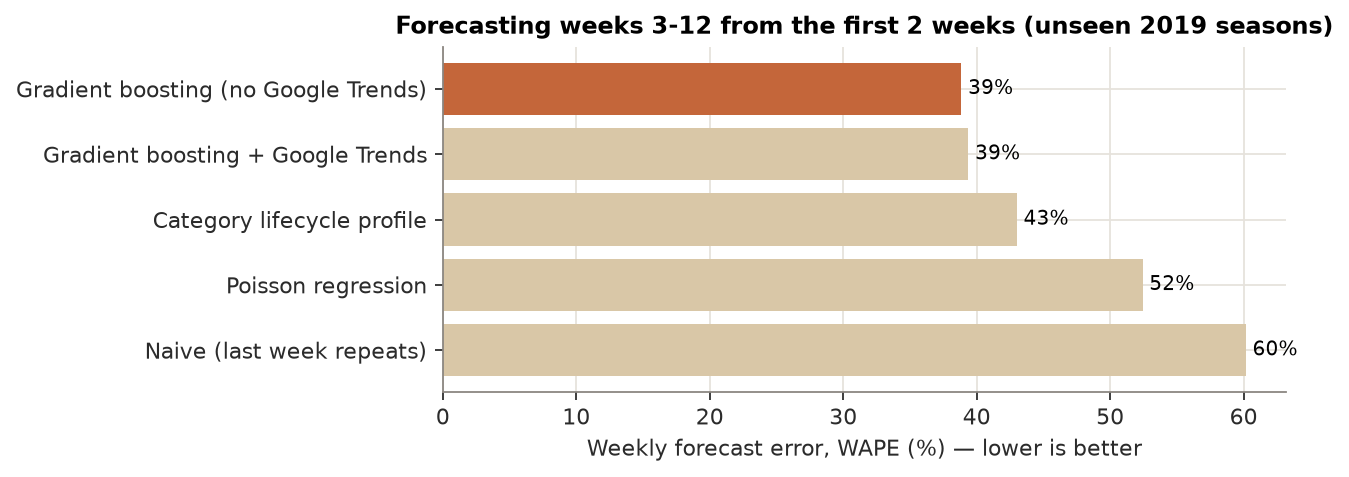 Forecasting weeks 3-12 from the first 2 weeks (unseen 2019 seasons)
Gradient boosting (no Google Trends)
39%
Gradient boosting + Google Trends
39%
Category lifecycle profile
43%
Poisson regression
52%
Naive (last week repeats)
60%
0 10 20 30 40 50 60
Weekly forecast error, WAPE (%) — lower is better